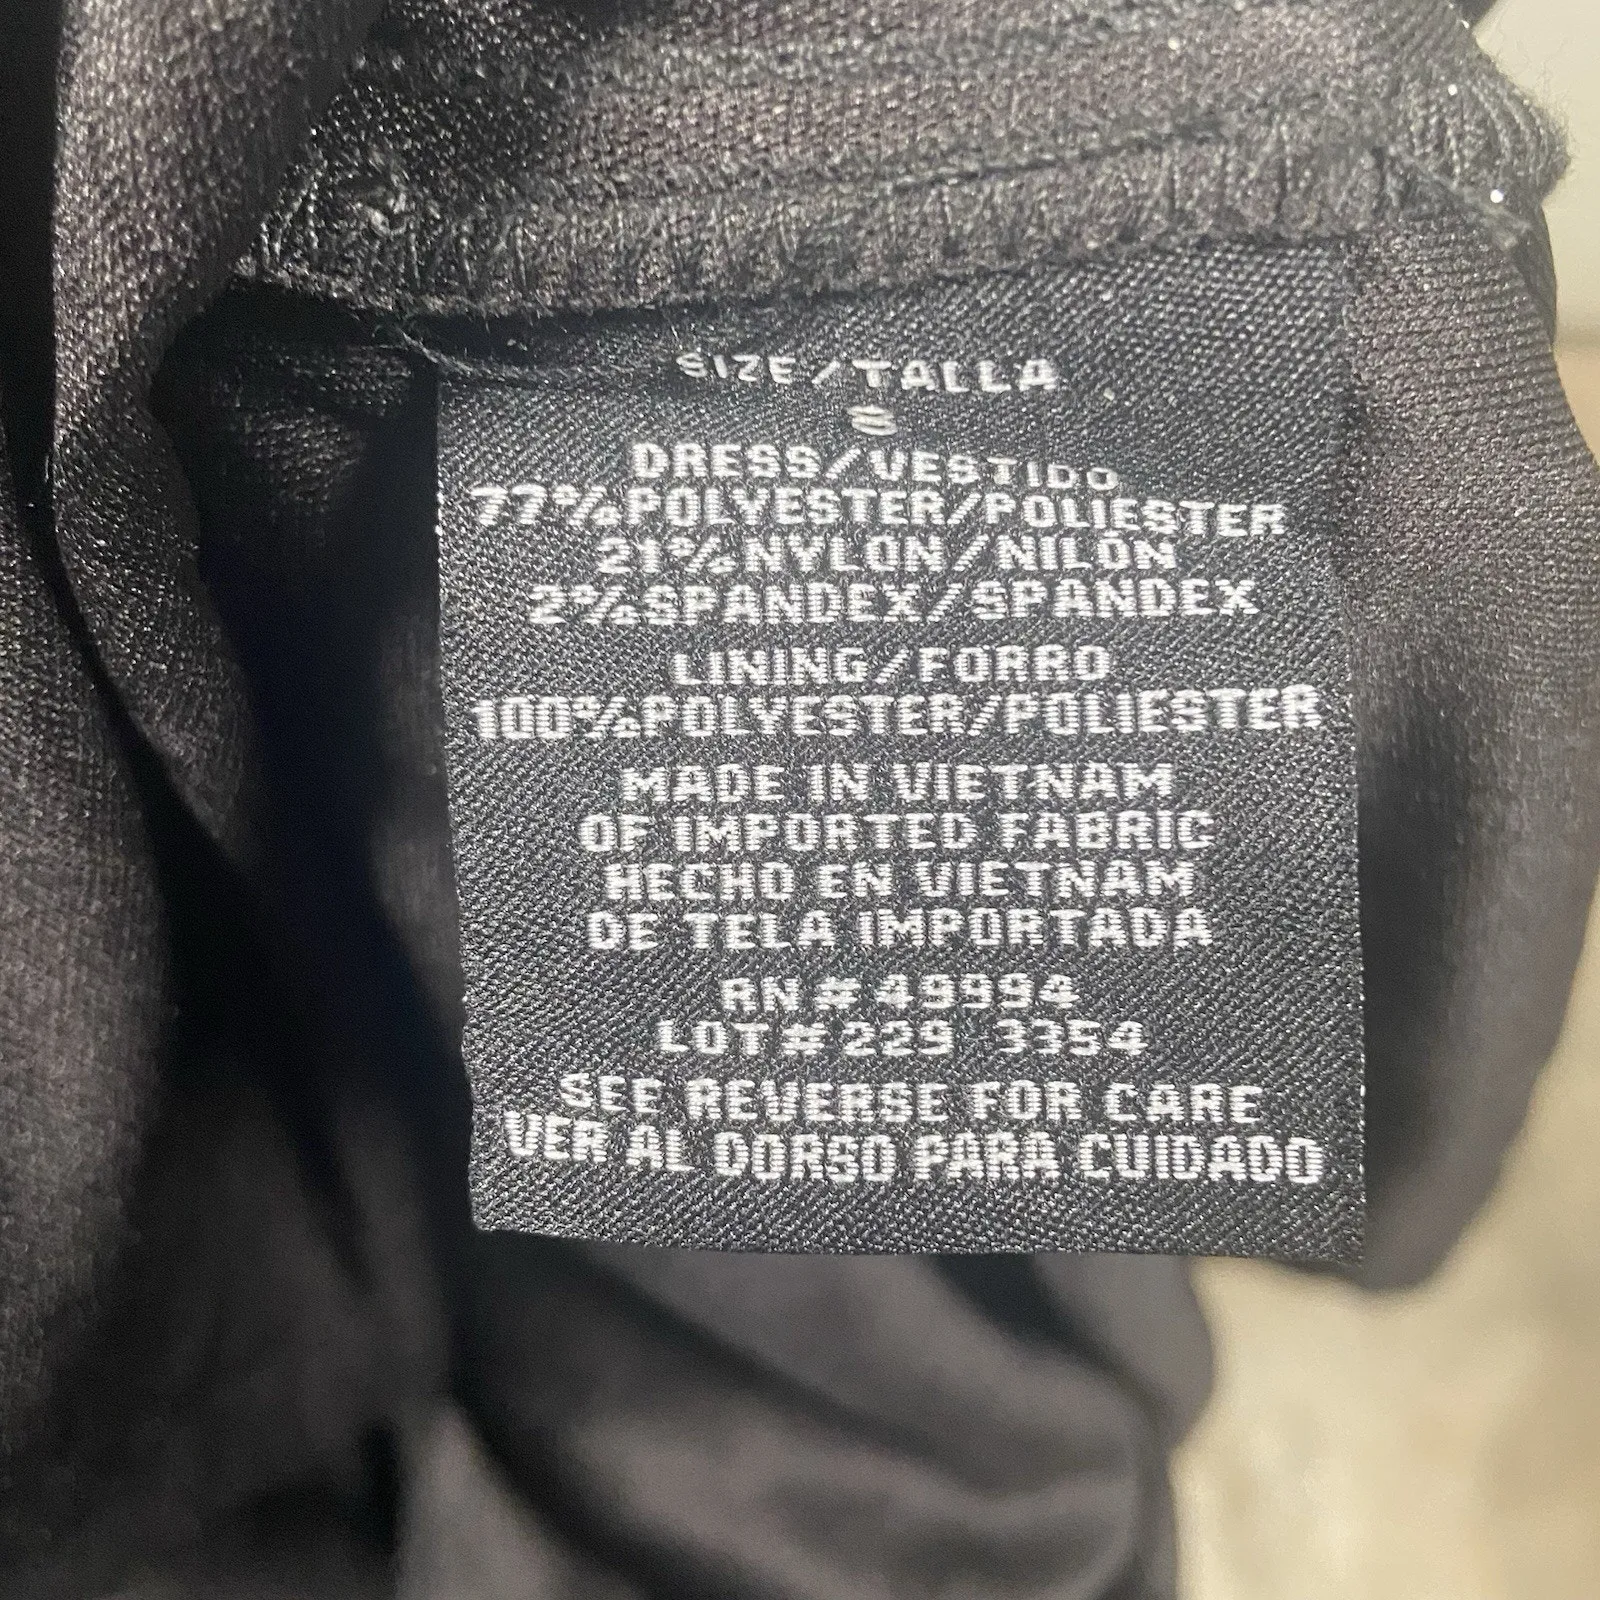 SIZE/TALLA
8
DRESS/VESTIDO
77%POLYESTER/POLIESTER
21%NYLON/NILÓN
2%SPANDEX/SPANDEX
LINING/FORRO
100%POLYESTER/POLIESTER
MADE IN VIETNAM
OF IMPORTED FABRIC
HECHO EN VIETNAM
DE TELA IMPORTADA
RN#49994
LOT#229 3354
SEE REVERSE FOR CARE
VER AL DORSO PARA CUIDADO